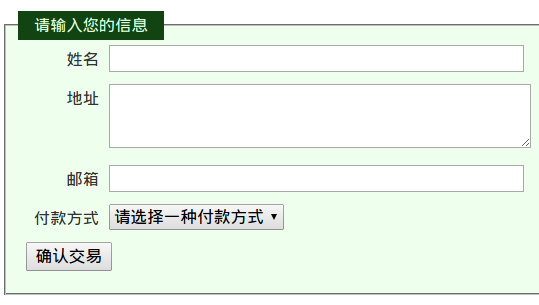 请输入您的信息
姓名
地址
邮箱
付款方式 请选择一种付款方式
确认交易